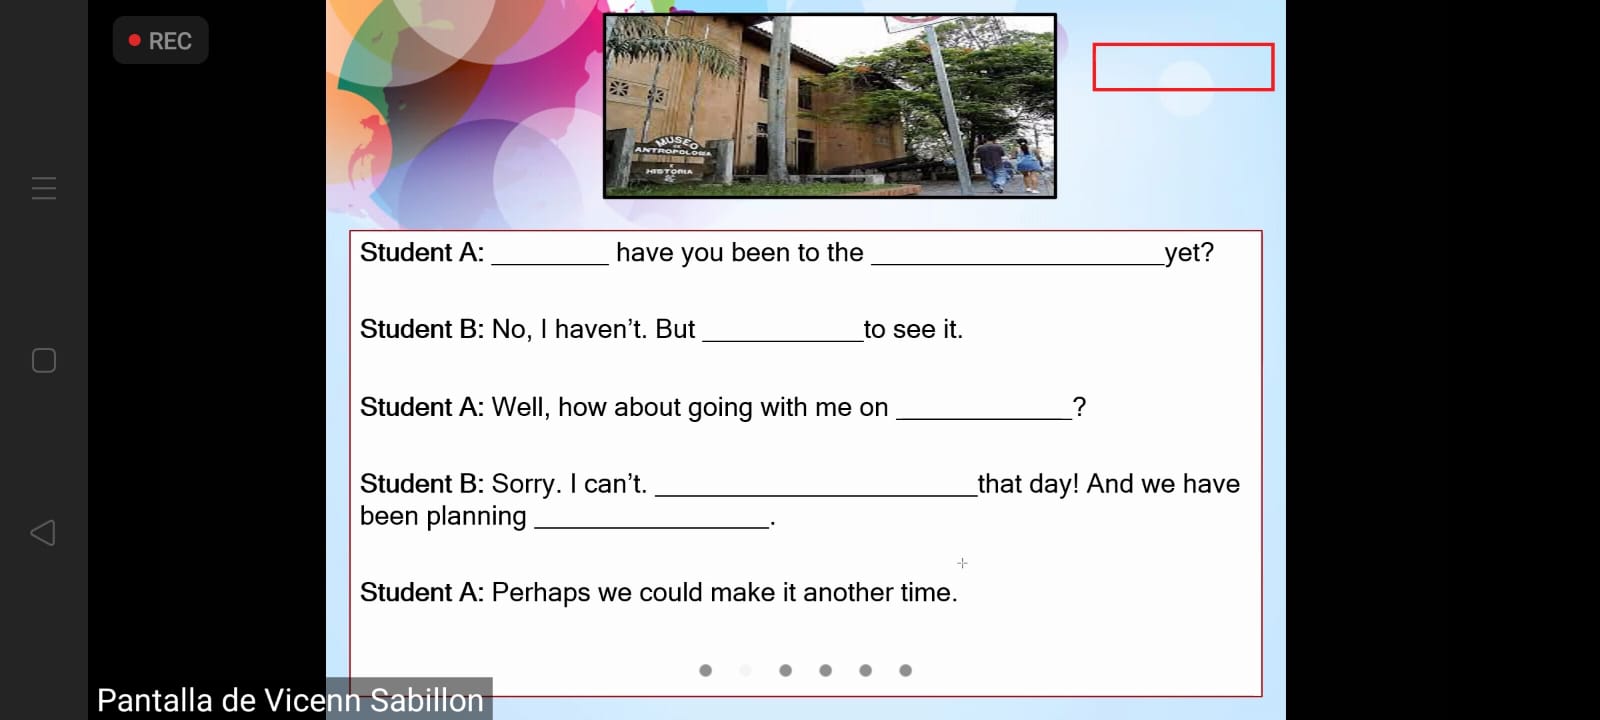 REC
MUSEO
DE
ANTROPOLOGIA
E
HISTORIA
Student A: ________ have you been to the ____________________yet?
Student B: No, I haven’t. But ___________to see it.
Student A: Well, how about going with me on ____________?
Student B: Sorry. I can’t. ______________________that day! And we have
been planning ________________.
Student A: Perhaps we could make it another time.
Pantalla de Vicenn Sabillon